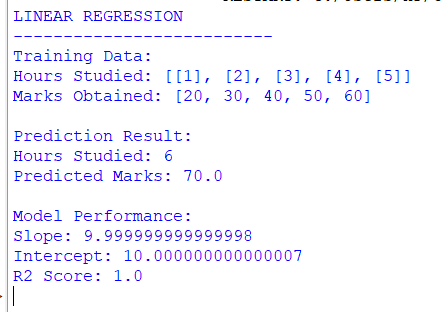 LINEAR REGRESSION
--------------------------
Training Data:
Hours Studied: [[1], [2], [3], [4], [5]]
Marks Obtained: [20, 30, 40, 50, 60]
Prediction Result:
Hours Studied: 6
Predicted Marks: 70.0
Model Performance:
Slope: 9.999999999999998
Intercept: 10.000000000000007
R2 Score: 1.0